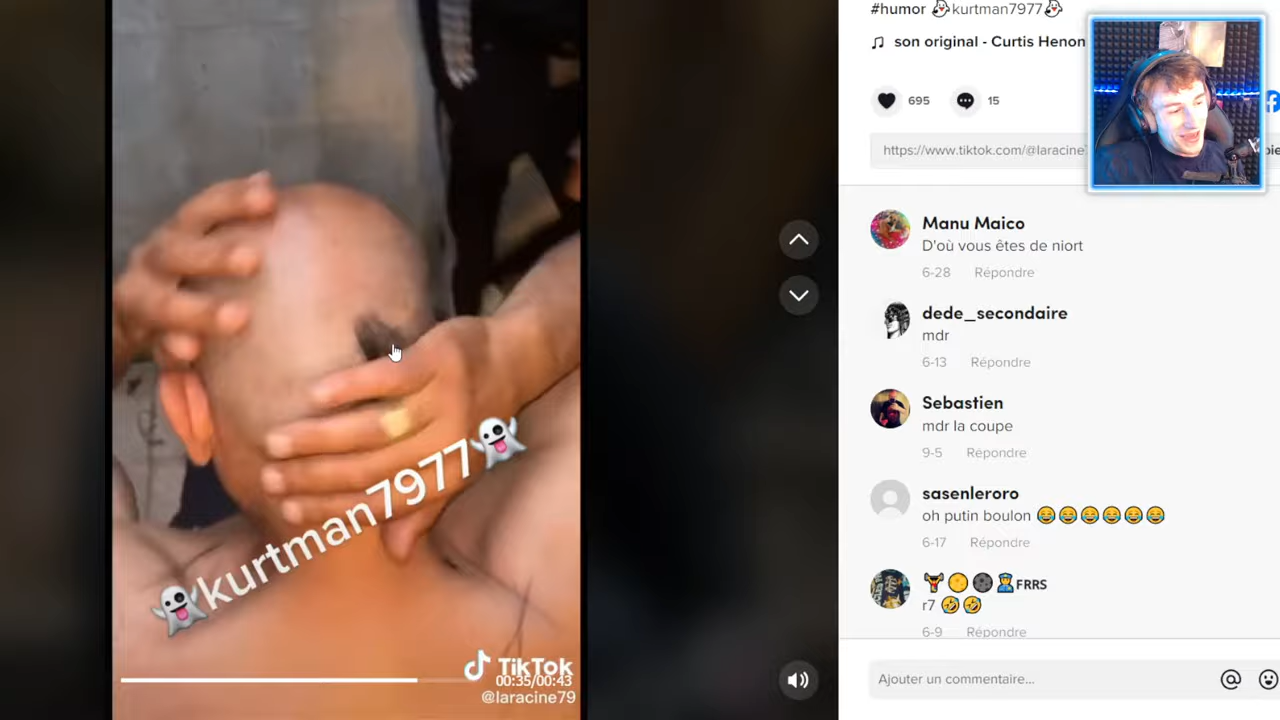 #humor 👻kurtman7977👻
son original - Curtis Henon
695
15
https://www.tiktok.com/@laracine
Manu Maico
D'où vous êtes de niort
6-28 Répondre
dede_secondaire
mdr
6-13 Répondre
Sebastien
mdr la coupe
9-5 Répondre
sasenleroro
oh putin boulon 😂😂😂😂😂😂
6-17 Répondre
FRRS
r7 🤣🤣
6-9 Répondre
👻kurtman7977👻
TikTok
00:35/00:43
@laracine79
Ajouter un commentaire...